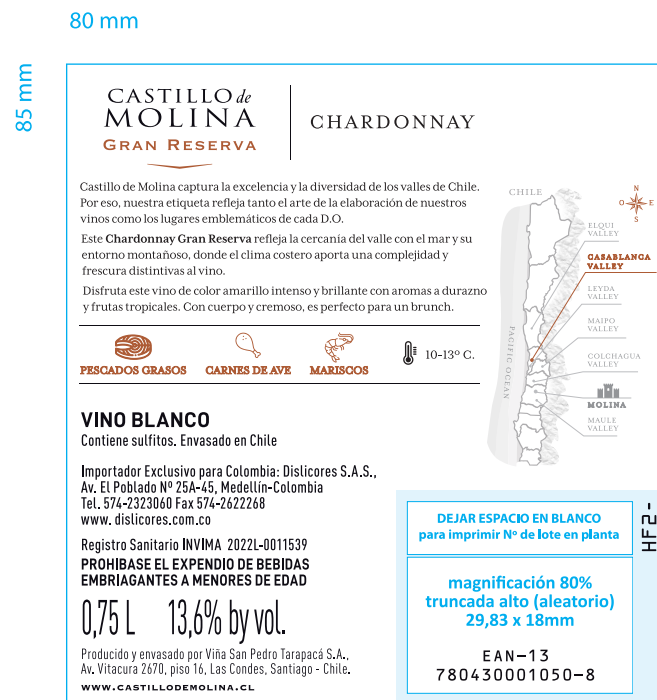 80 mm
85 mm
CASTILLO de
MOLINA
GRAN RESERVA
CHARDONNAY
Castillo de Molina captura la excelencia y la diversidad de los valles de Chile.
Por eso, nuestra etiqueta refleja tanto el arte de la elaboración de nuestros
vinos como los lugares emblemáticos de cada D.O.
Este Chardonnay Gran Reserva refleja la cercanía del valle con el mar y su
entorno montañoso, donde el clima costero aporta una complejidad y
frescura distintivas al vino.
Disfruta este vino de color amarillo intenso y brillante con aromas a durazno
y frutas tropicales. Con cuerpo y cremoso, es perfecto para un brunch.
PESCADOS GRASOS
CARNES DE AVE
MARISCOS
10-13º C.
CHILE
N
O
E
S
ELQUI
VALLEY
CASABLANCA
VALLEY
LEYDA
VALLEY
MAIPO
VALLEY
COLCHAGUA
VALLEY
MOLINA
MAULE
VALLEY
PACIFIC OCEAN
VINO BLANCO
Contiene sulfitos. Envasado en Chile
Importador Exclusivo para Colombia: Dislicores S.A.S.,
Av. El Poblado Nº 25A-45, Medellín-Colombia
Tel. 574-2323060 Fax 574-2622268
www. dislicores.com.co
Registro Sanitario INVIMA 2022L-0011539
PROHIBASE EL EXPENDIO DE BEBIDAS
EMBRIAGANTES A MENORES DE EDAD
0,75 L 13,6% by vol.
Producido y envasado por Viña San Pedro Tarapacá S.A.,
Av. Vitacura 2670, piso 16, Las Condes, Santiago - Chile.
WWW.CASTILLODEMOLINA.CL
DEJAR ESPACIO EN BLANCO
para imprimir Nº de lote en planta
HF2-
magnificación 80%
truncada alto (aleatorio)
29,83 x 18mm
EAN-13
780430001050-8